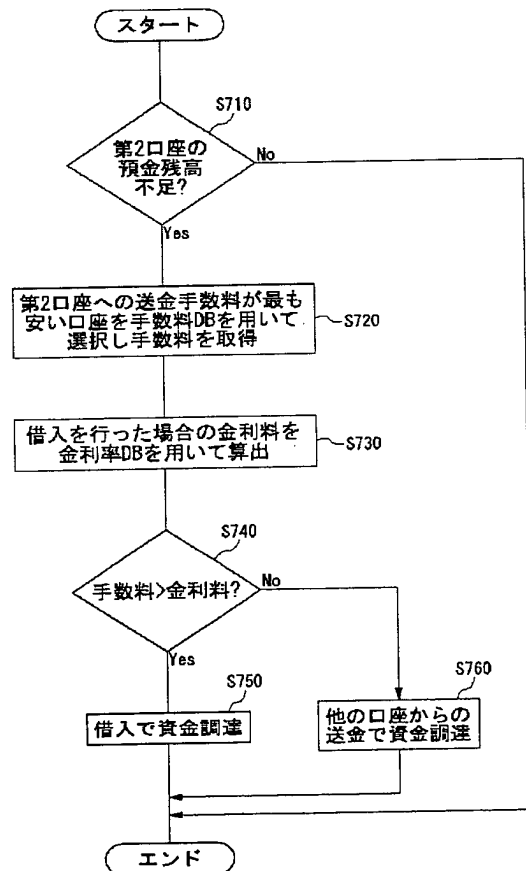 スタート
S710
第2口座の
預金残高
不足?
No
Yes
第2口座への送金手数料が最も
安い口座を手数料DBを用いて
選択し手数料を取得
S720
借入を行った場合の金利料を
金利率DBを用いて算出
S730
S740
手数料>金利料?
No
Yes
S750
借入で資金調達
S760
他の口座からの
送金で資金調達
エンド